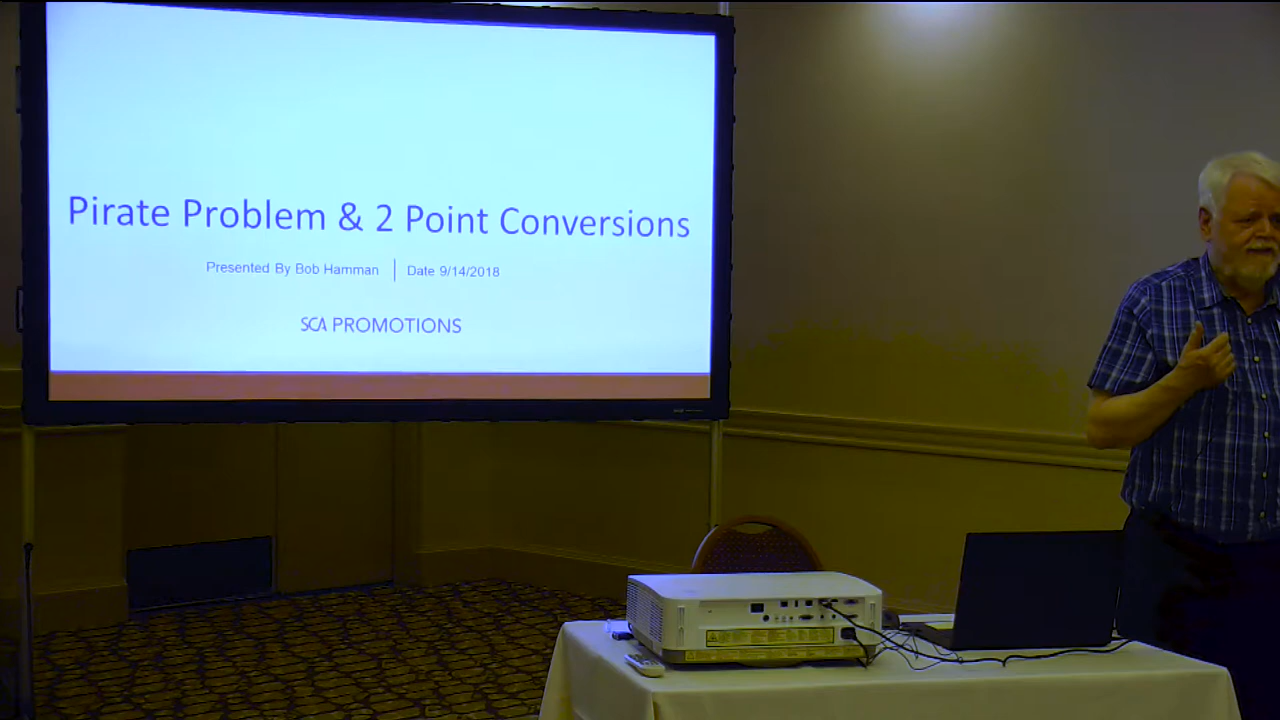 Pirate Problem & 2 Point Conversions
Presented By Bob Hamman | Date 9/14/2018
SCA PROMOTIONS